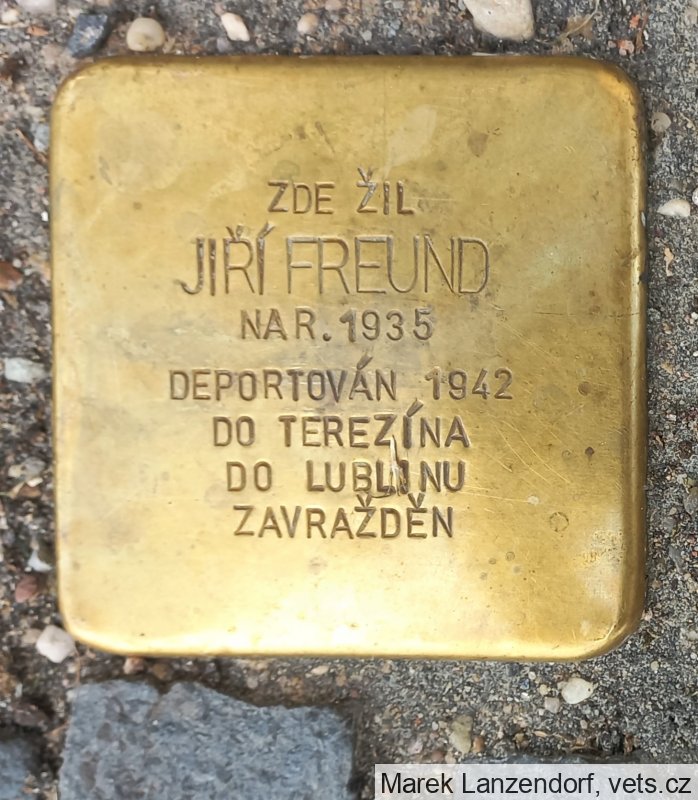 ZDE ŽIL
JIŘÍ FREUND
NAR. 1935
DEPORTOVÁN 1942
DO TEREZÍNA
DO LUBLINU
ZAVRAŽDĚN
Marek Lanzendorf, vets.cz